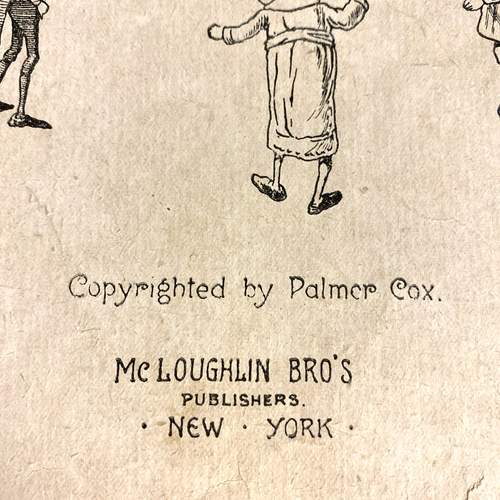 Copyrighted by Palmer Cox.
McLOUGHLIN BRO'S
PUBLISHERS.
· NEW · YORK ·